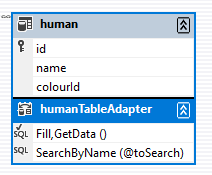 human
id
name
colourId
humanTableAdapter
SQL Fill,GetData ()
SQL SearchByName (@toSearch)